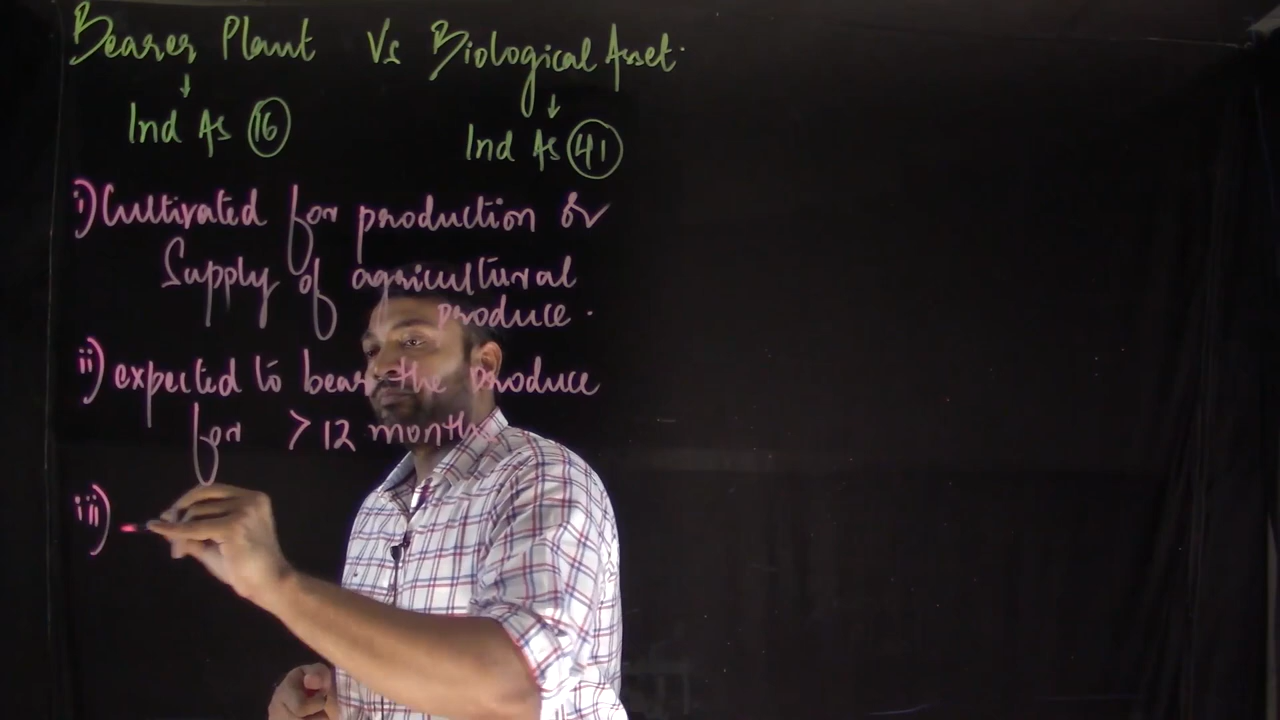 Bearer Plant Vs Biological Asset.
↓ ↓
Ind As 16 Ind As 41
i) Cultivated for production or
Supply of agricultural
produce.
ii) expected to bear the produce
for > 12 months
iii)